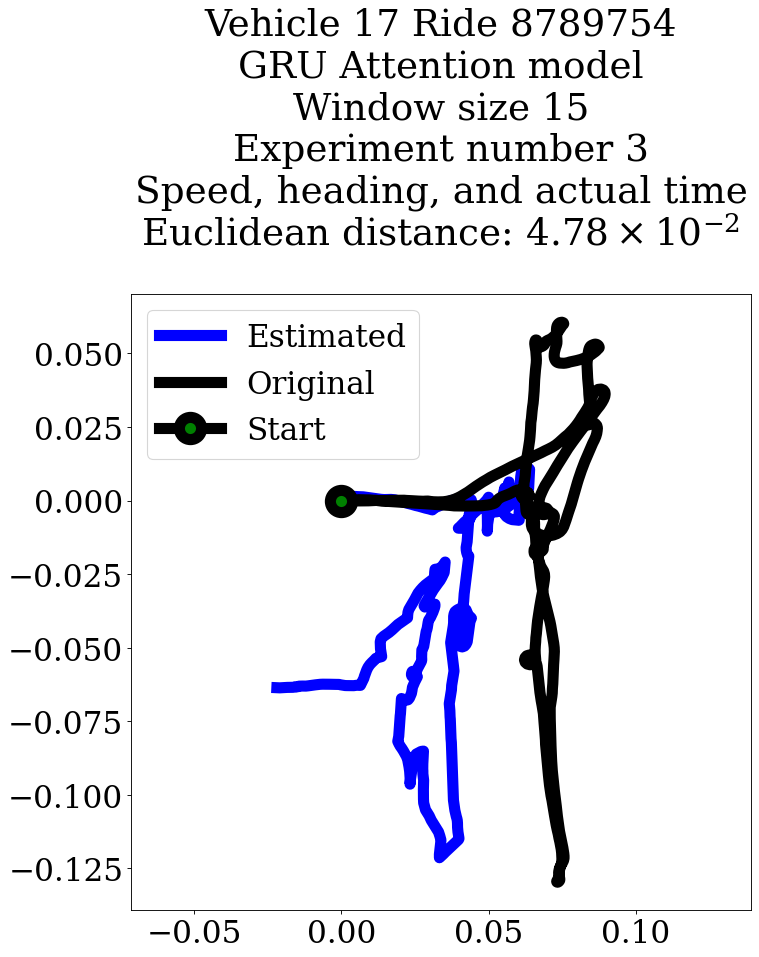 Vehicle 17 Ride 8789754
GRU Attention model
Window size 15
Experiment number 3
Speed, heading, and actual time
Euclidean distance: 4.78 × 10⁻²
Estimated
Original
Start
0.050
0.025
0.000
−0.025
−0.050
−0.075
−0.100
−0.125
−0.05 0.00 0.05 0.10